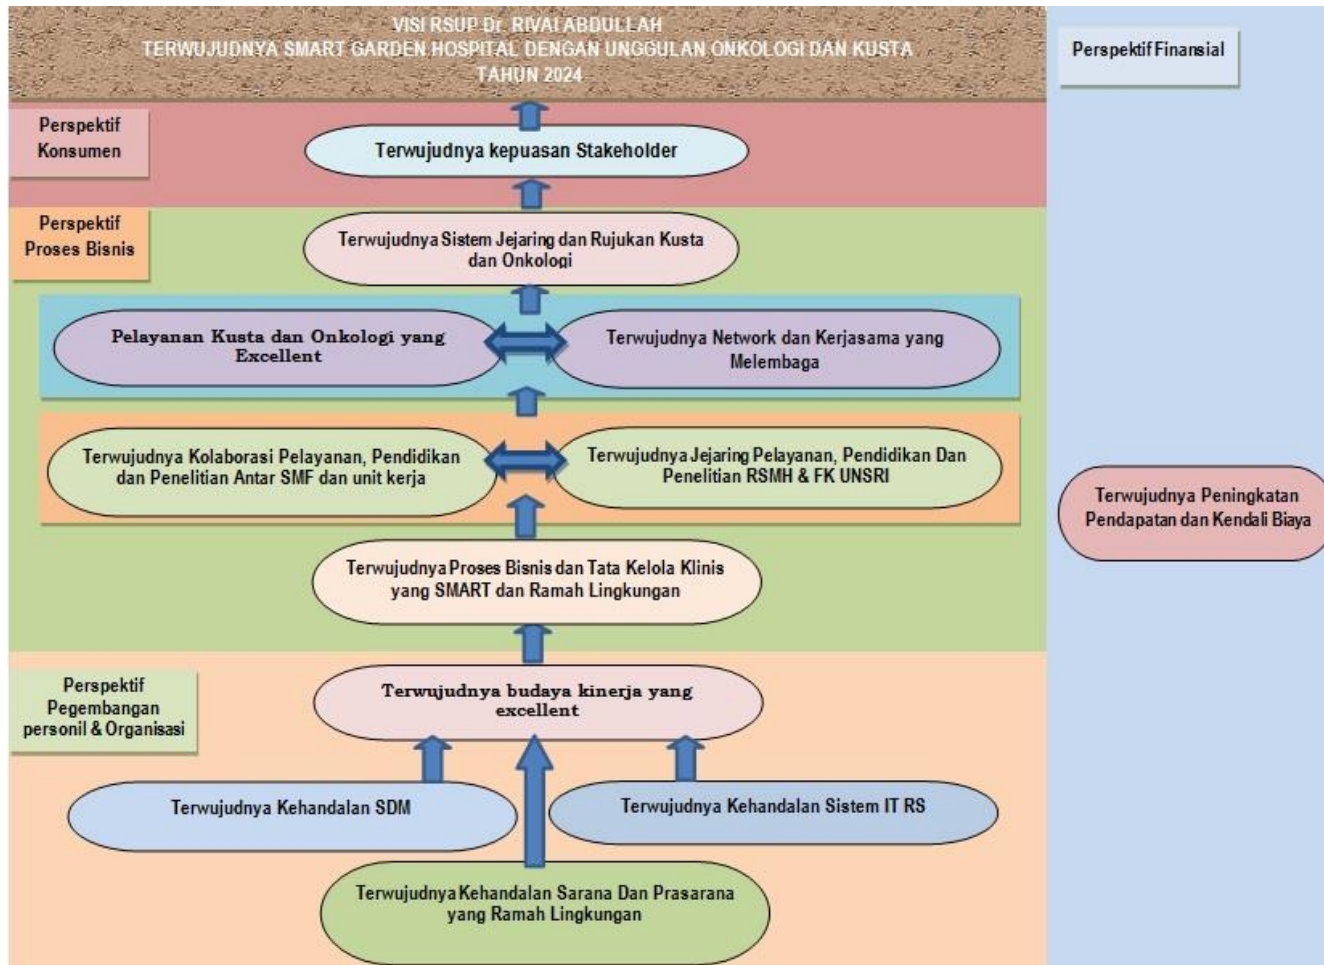 VISI RSUP Dr. RIVAI ABDULLAH
TERWUJUDNYA SMART GARDEN HOSPITAL DENGAN UNGGULAN ONKOLOGI DAN KUSTA
TAHUN 2024
Perspektif Finansial
Perspektif
Konsumen
Terwujudnya kepuasan Stakeholder
Perspektif
Proses Bisnis
Terwujudnya Sistem Jejaring dan Rujukan Kusta
dan Onkologi
Pelayanan Kusta dan Onkologi yang
Excellent
Terwujudnya Network dan Kerjasama yang
Melembaga
Terwujudnya Kolaborasi Pelayanan, Pendidikan
dan Penelitian Antar SMF dan unit kerja
Terwujudnya Jejaring Pelayanan, Pendidikan Dan
Penelitian RSMH & FK UNSRI
Terwujudnya Peningkatan
Pendapatan dan Kendali Biaya
Terwujudnya Proses Bisnis dan Tata Kelola Klinis
yang SMART dan Ramah Lingkungan
Perspektif
Pegembangan
personil & Organisasi
Terwujudnya budaya kinerja yang
excellent
Terwujudnya Kehandalan SDM
Terwujudnya Kehandalan Sistem IT RS
Terwujudnya Kehandalan Sarana Dan Prasarana
yang Ramah Lingkungan